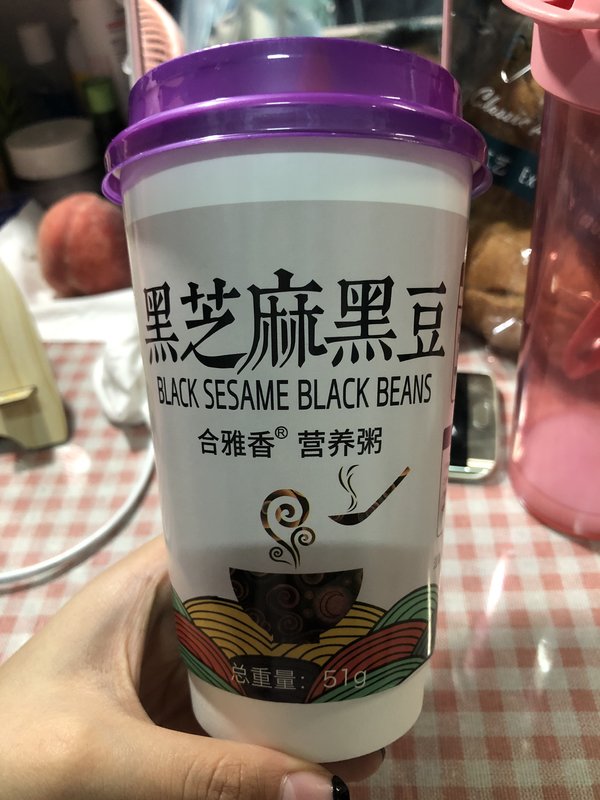 黑芝麻黑豆
BLACK SESAME BLACK BEANS
合雅香® 营养粥
总重量: 51g
Classic